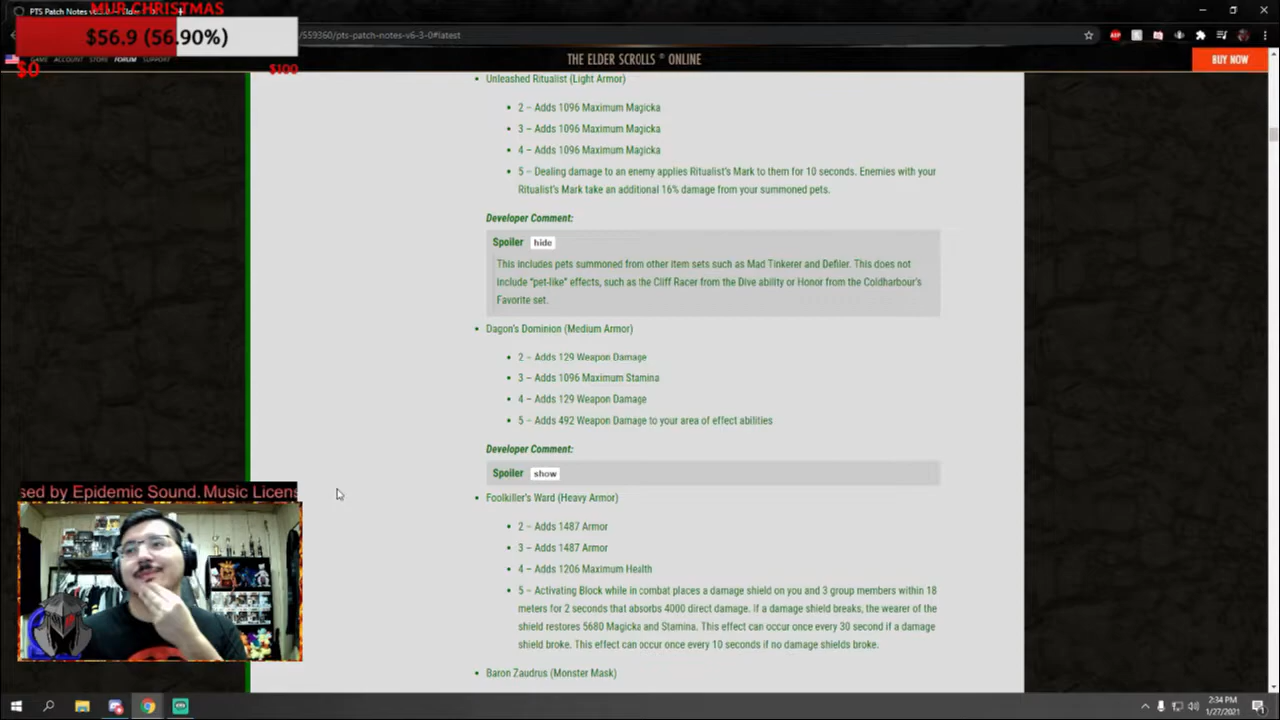 MUB CHRISTMAS
PTS Patch Notes
$56.9 (56.90%)
$0
$100
/559360/pts-patch-notes-v6-3-0#latest
GAME ACCOUNT STORE FORUM SUPPORT
THE ELDER SCROLLS ONLINE
BUY NOW
• Unleashed Ritualist (Light Armor)
• 2 – Adds 1096 Maximum Magicka
• 3 – Adds 1096 Maximum Magicka
• 4 – Adds 1096 Maximum Magicka
• 5 – Dealing damage to an enemy applies Ritualist's Mark to them for 10 seconds. Enemies with your
Ritualist's Mark take an additional 16% damage from your summoned pets.
Developer Comment:
Spoiler hide
This includes pets summoned from other item sets such as Mad Tinkerer and Defiler. This does not
include "pet-like" effects, such as the Cliff Racer from the Dive ability or Honor from the Coldharbour's
Favorite set.
• Dagon's Dominion (Medium Armor)
• 2 – Adds 129 Weapon Damage
• 3 – Adds 1096 Maximum Stamina
• 4 – Adds 129 Weapon Damage
• 5 – Adds 492 Weapon Damage to your area of effect abilities
Developer Comment:
Spoiler show
• Foolkiller's Ward (Heavy Armor)
• 2 – Adds 1487 Armor
• 3 – Adds 1487 Armor
• 4 – Adds 1206 Maximum Health
• 5 – Activating Block while in combat places a damage shield on you and 3 group members within 18
meters for 2 seconds that absorbs 4000 direct damage. If a damage shield breaks, the wearer of the
shield restores 5680 Magicka and Stamina. This effect can occur once every 30 second if a damage
shield broke. This effect can occur once every 10 seconds if no damage shields broke.
• Baron Zaudrus (Monster Mask)
sed by Epidemic Sound. Music Licens
2:34 PM
1/27/2021